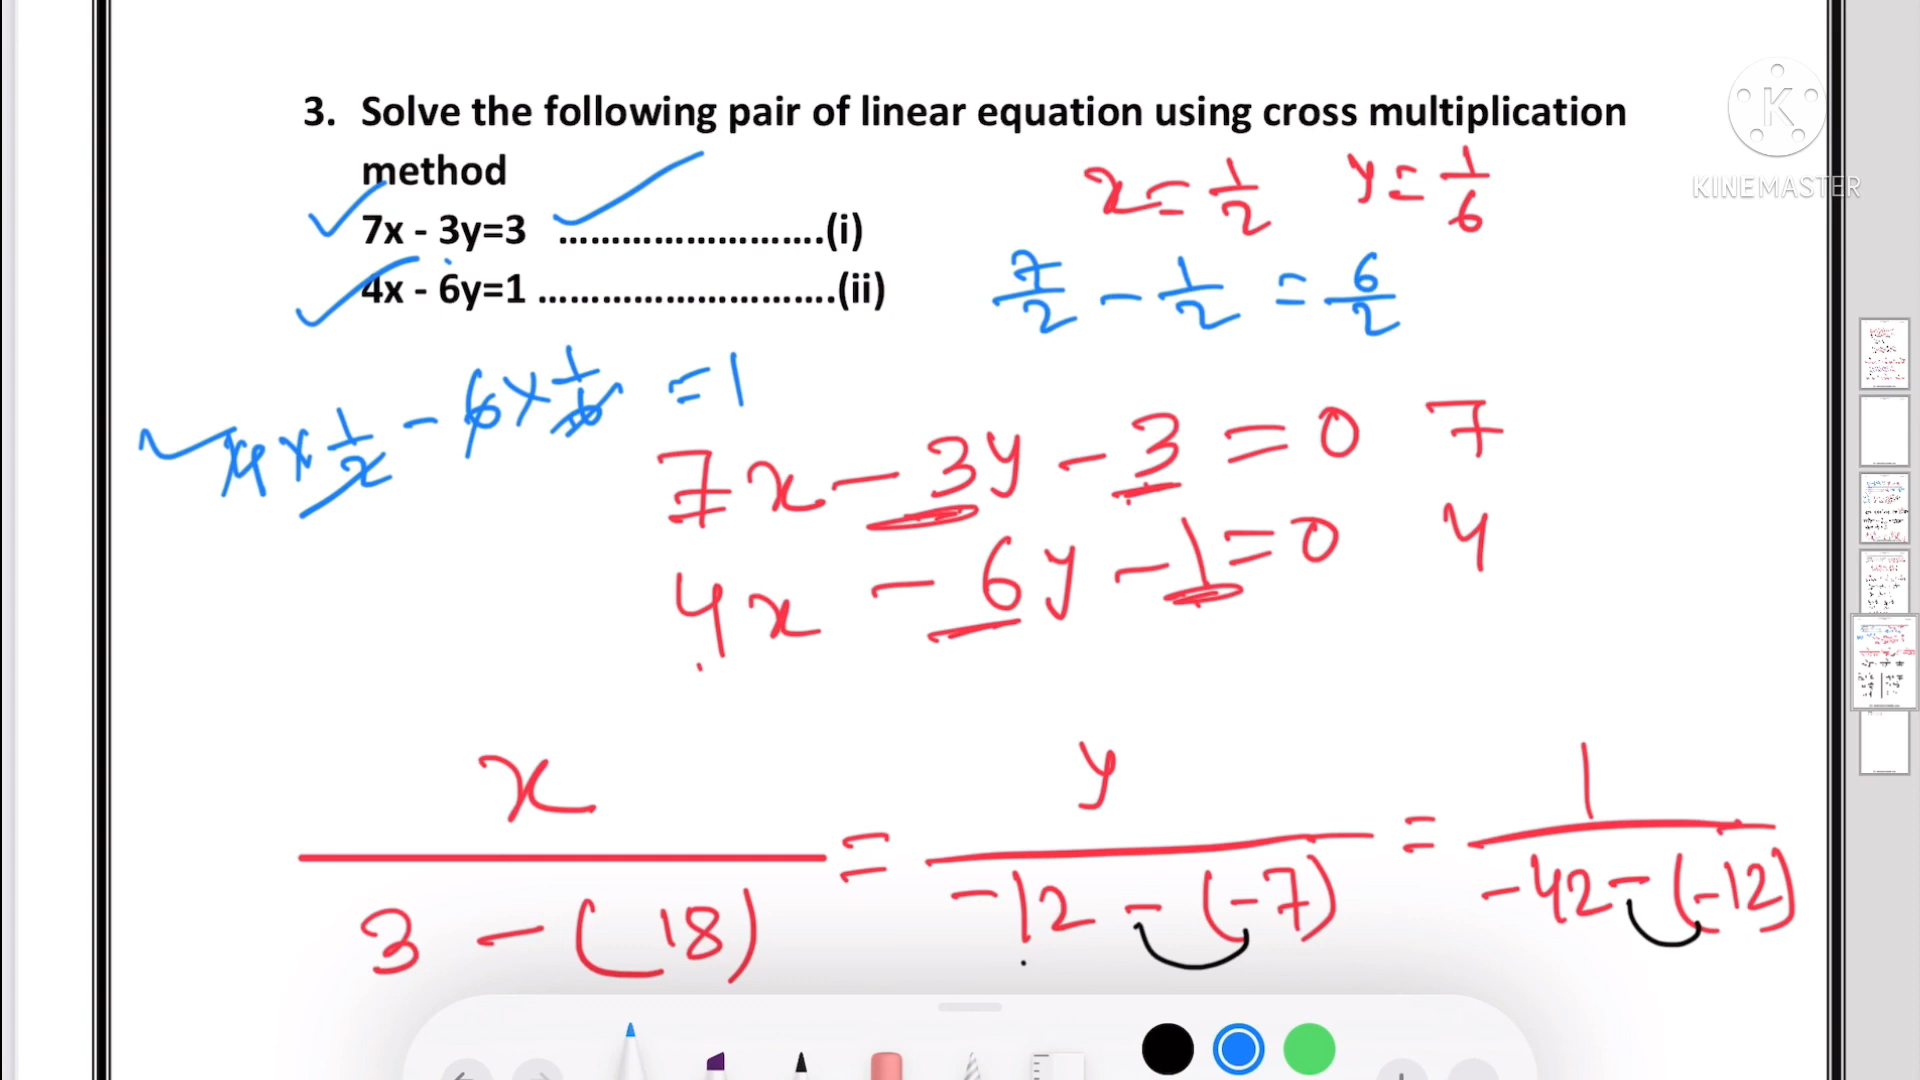 3. Solve the following pair of linear equation using cross multiplication
method
x = 1/2 y = 1/6
7x - 3y=3 .........................(i)
4x - 6y=1 ............................(ii)
7/2 - 1/2 = 6/2
4 x 1/2 - 6 x 1/6 = 1
7x - 3y - 3 = 0 7
4x - 6y - 1 = 0 4
x/(3 - (18)) = y/(-12 - (-7)) = 1/(-42 - (-12))
K
KINEMASTER